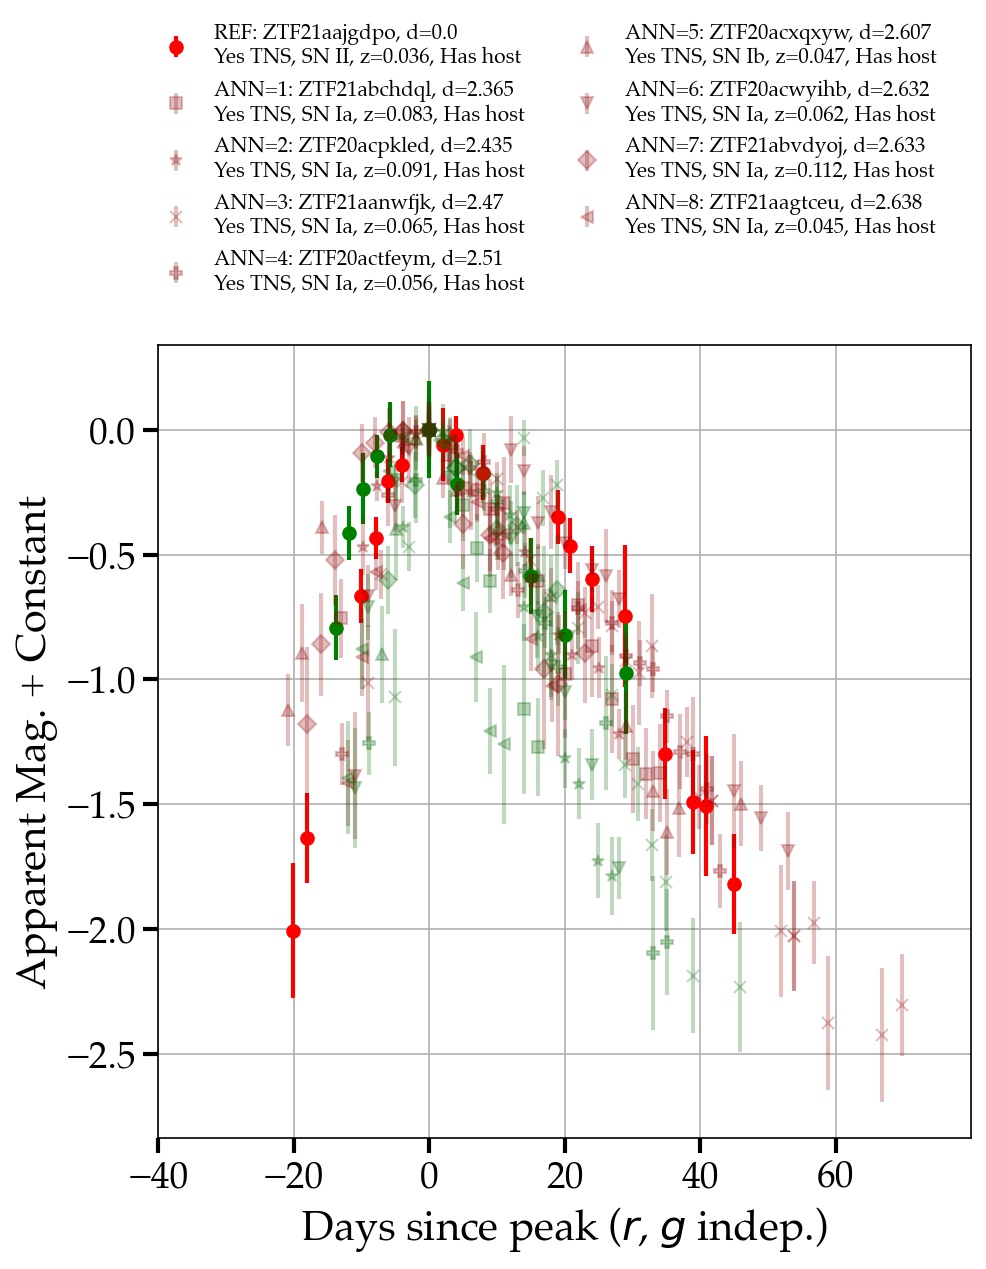 REF: ZTF21aajgdpo, d=0.0
Yes TNS, SN II, z=0.036, Has host
ANN=1: ZTF21abchdql, d=2.365
Yes TNS, SN Ia, z=0.083, Has host
ANN=2: ZTF20acpkled, d=2.435
Yes TNS, SN Ia, z=0.091, Has host
ANN=3: ZTF21aanwfjk, d=2.47
Yes TNS, SN Ia, z=0.065, Has host
ANN=4: ZTF20actfeym, d=2.51
Yes TNS, SN Ia, z=0.056, Has host
ANN=5: ZTF20acxqxyw, d=2.607
Yes TNS, SN Ib, z=0.047, Has host
ANN=6: ZTF20acwyihb, d=2.632
Yes TNS, SN Ia, z=0.062, Has host
ANN=7: ZTF21abvdyoj, d=2.633
Yes TNS, SN Ia, z=0.112, Has host
ANN=8: ZTF21aagtceu, d=2.638
Yes TNS, SN Ia, z=0.045, Has host
Apparent Mag. + Constant
0.0
−0.5
−1.0
−1.5
−2.0
−2.5
−40
−20
0
20
40
60
Days since peak (r, g indep.)